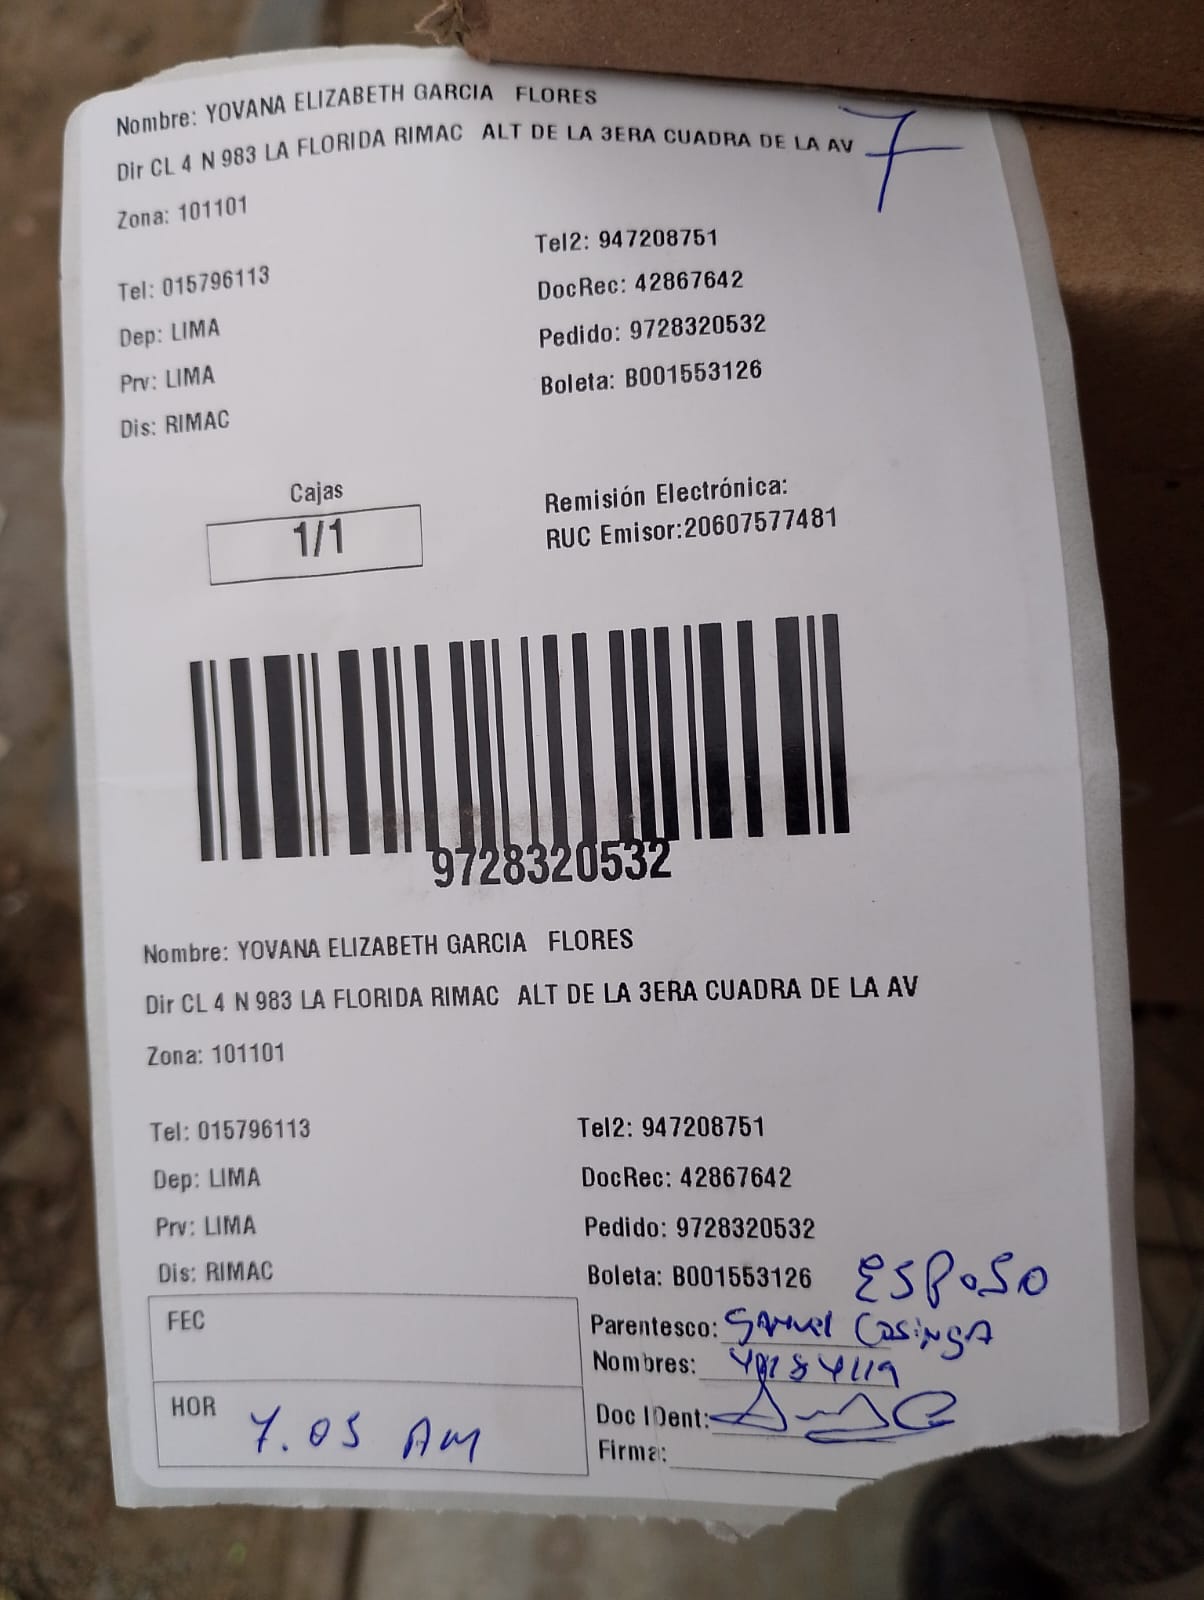 Nombre: YOVANA ELIZABETH GARCIA FLORES
Dir CL 4 N 983 LA FLORIDA RIMAC ALT DE LA 3ERA CUADRA DE LA AV
7
Zona: 101101
Tel2: 947208751
Tel: 015796113
DocRec: 42867642
Dep: LIMA
Pedido: 9728320532
Prv: LIMA
Boleta: B001553126
Dis: RIMAC
Cajas
1/1
Remisión Electrónica:
RUC Emisor:20607577481
9728320532
Nombre: YOVANA ELIZABETH GARCIA FLORES
Dir CL 4 N 983 LA FLORIDA RIMAC ALT DE LA 3ERA CUADRA DE LA AV
Zona: 101101
Tel: 015796113 Tel2: 947208751
Dep: LIMA DocRec: 42867642
Prv: LIMA Pedido: 9728320532
Dis: RIMAC Boleta: B001553126 ESPOSO
FEC
Parentesco:
Nombres:
HOR 7.05 AM
Doc IDent:
Firma: